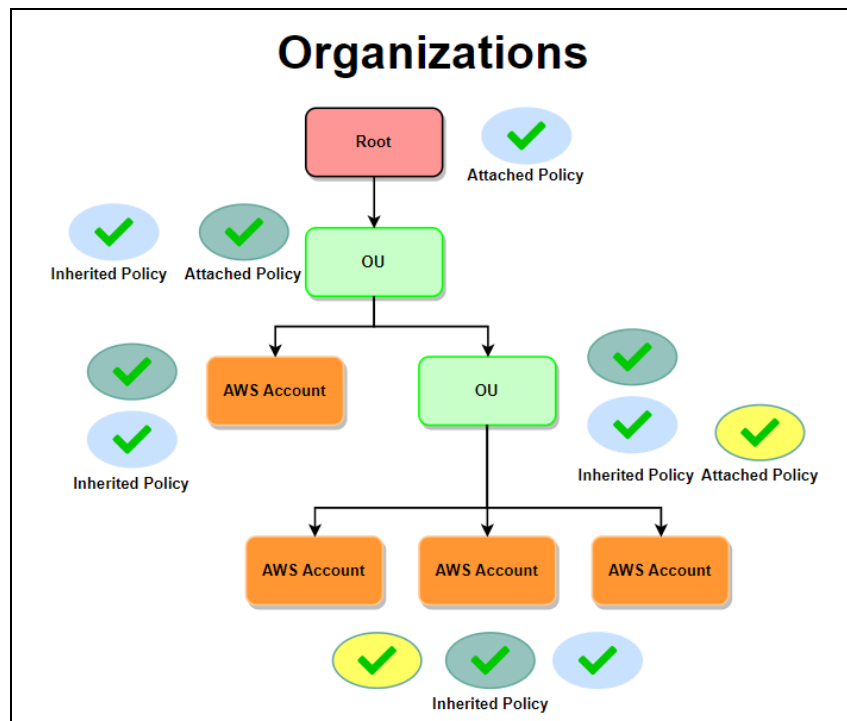 Organizations
Root
Attached Policy
Inherited Policy
Attached Policy
OU
AWS Account
OU
Inherited Policy
Inherited Policy
Attached Policy
AWS Account
AWS Account
AWS Account
Inherited Policy